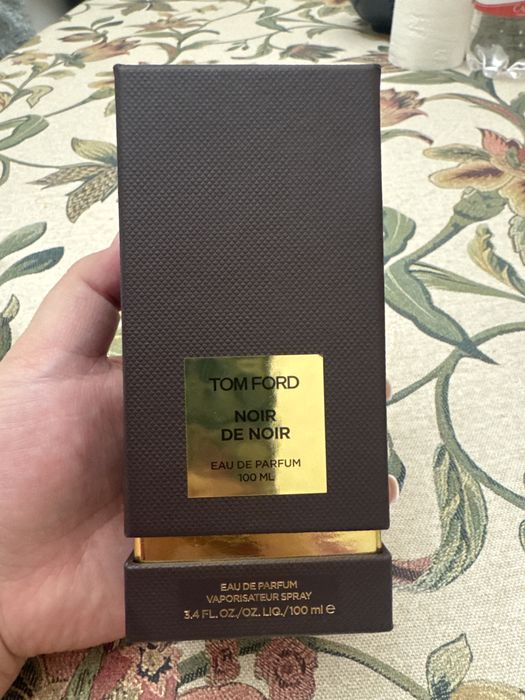 TOM FORD
NOIR
DE NOIR
EAU DE PARFUM
100 ML
EAU DE PARFUM
VAPORISATEUR SPRAY
3.4 FL. OZ./OZ. LIQ./100 ml ℮